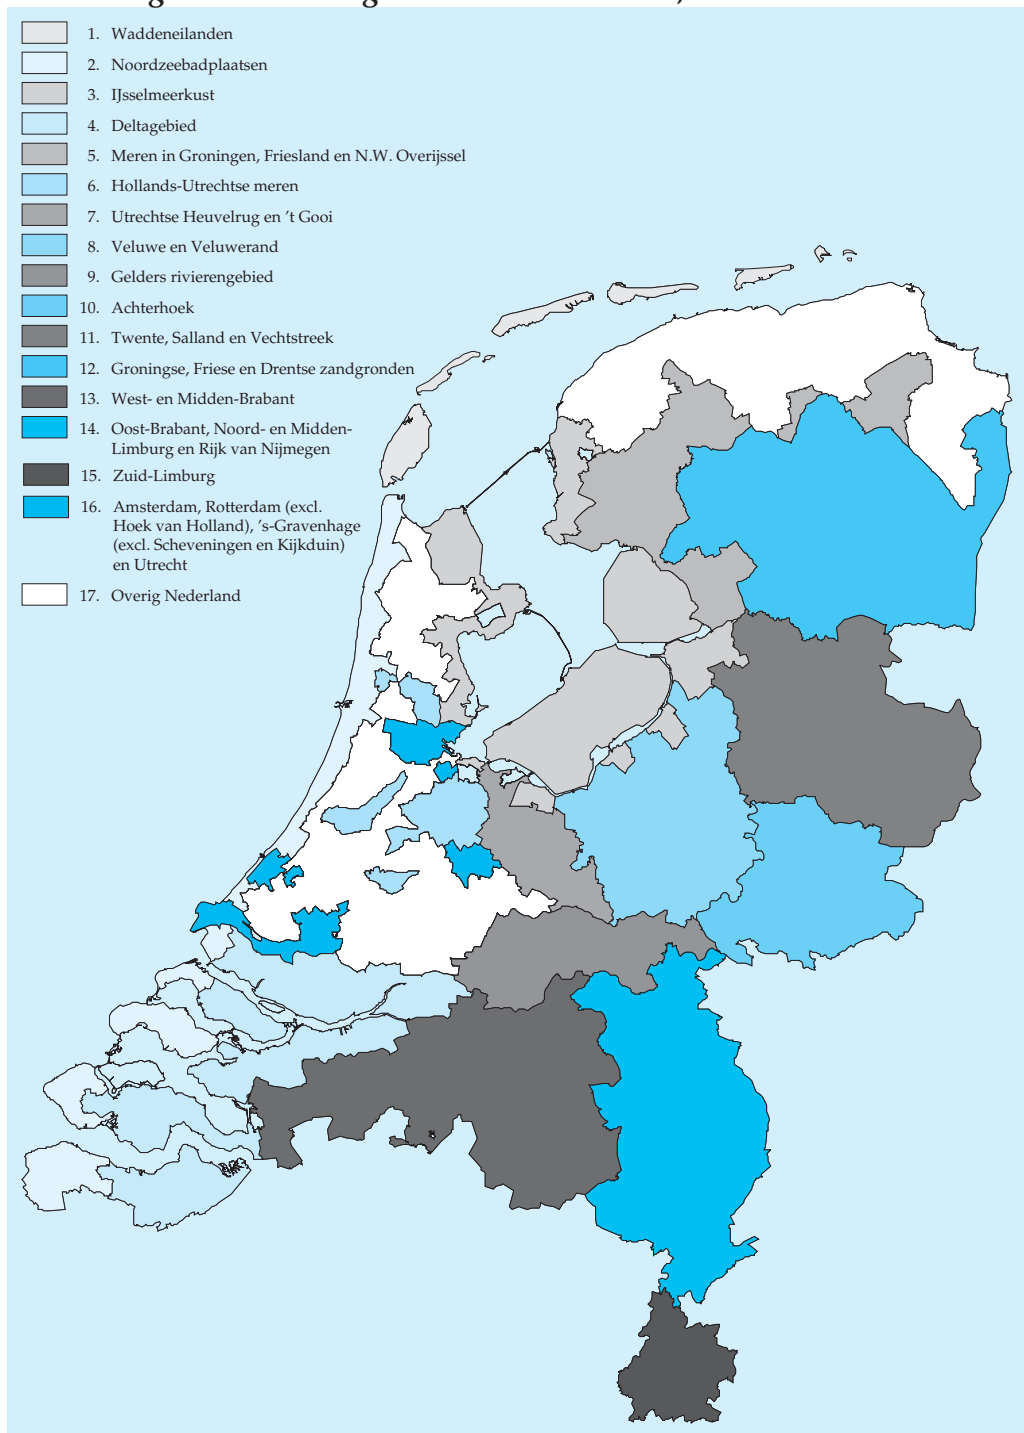 1. Waddeneilanden
2. Noordzeebadplaatsen
3. IJsselmeerkust
4. Deltagebied
5. Meren in Groningen, Friesland en N.W. Overijssel
6. Hollands-Utrechtse meren
7. Utrechtse Heuvelrug en ’t Gooi
8. Veluwe en Veluwerand
9. Gelders rivierengebied
10. Achterhoek
11. Twente, Salland en Vechtstreek
12. Groningse, Friese en Drentse zandgronden
13. West- en Midden-Brabant
14. Oost-Brabant, Noord- en Midden-
Limburg en Rijk van Nijmegen
15. Zuid-Limburg
16. Amsterdam, Rotterdam (excl.
Hoek van Holland), ’s-Gravenhage
(excl. Scheveningen en Kijkduin)
en Utrecht
17. Overig Nederland